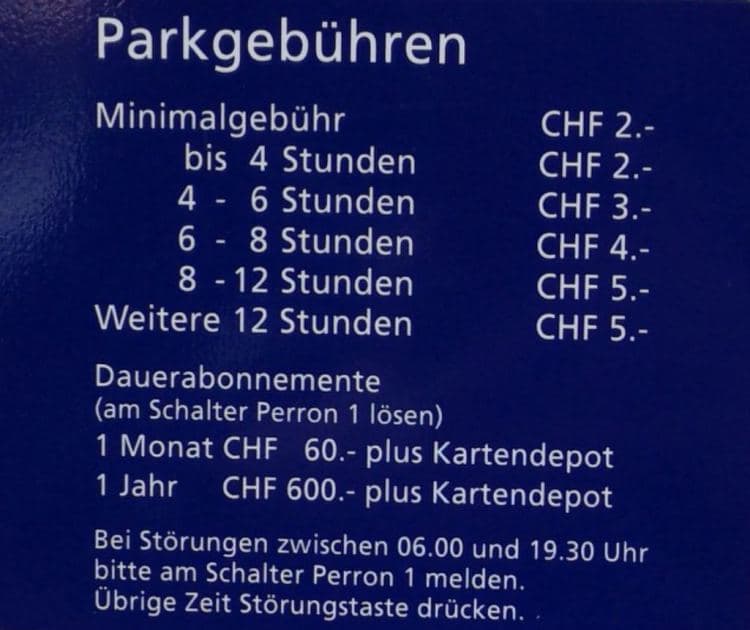 Parkgebühren
Minimalgebühr CHF 2.-
bis 4 Stunden CHF 2.-
4 - 6 Stunden CHF 3.-
6 - 8 Stunden CHF 4.-
8 - 12 Stunden CHF 5.-
Weitere 12 Stunden CHF 5.-
Dauerabonnemente
(am Schalter Perron 1 lösen)
1 Monat CHF 60.- plus Kartendepot
1 Jahr CHF 600.- plus Kartendepot
Bei Störungen zwischen 06.00 und 19.30 Uhr
bitte am Schalter Perron 1 melden.
Übrige Zeit Störungstaste drücken.